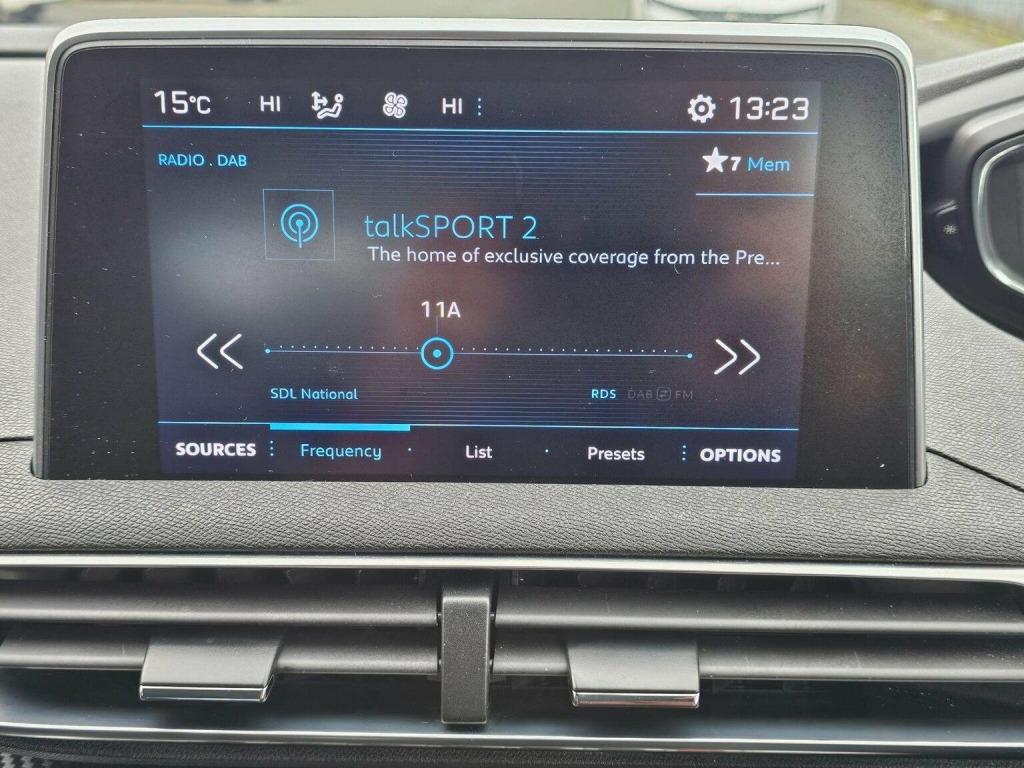 15°C HI HI 13:23
RADIO . DAB
7 Mem
talkSPORT 2
The home of exclusive coverage from the Pre...
11A
SDL National RDS DAB FM
SOURCES Frequency List Presets OPTIONS